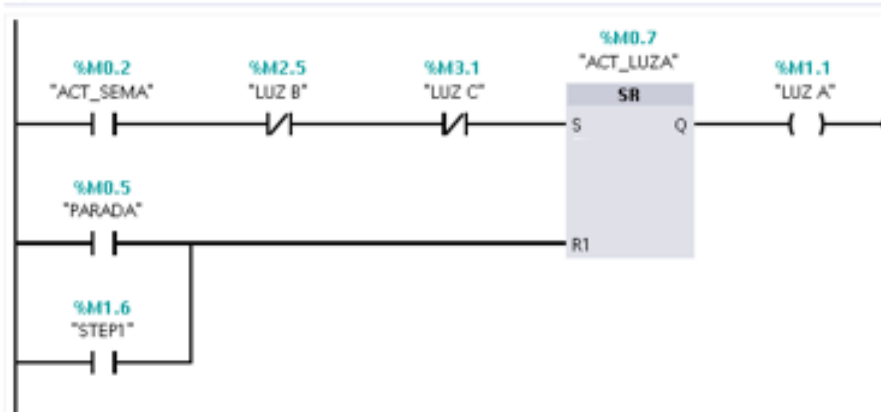 %M0.7
"ACT_LUZA"
%M0.2
"ACT_SEMA"
%M2.5
"LUZ B"
%M3.1
"LUZ C"
SR
%M1.1
"LUZ A"
S
Q
%M0.5
"PARADA"
R1
%M1.6
"STEP1"